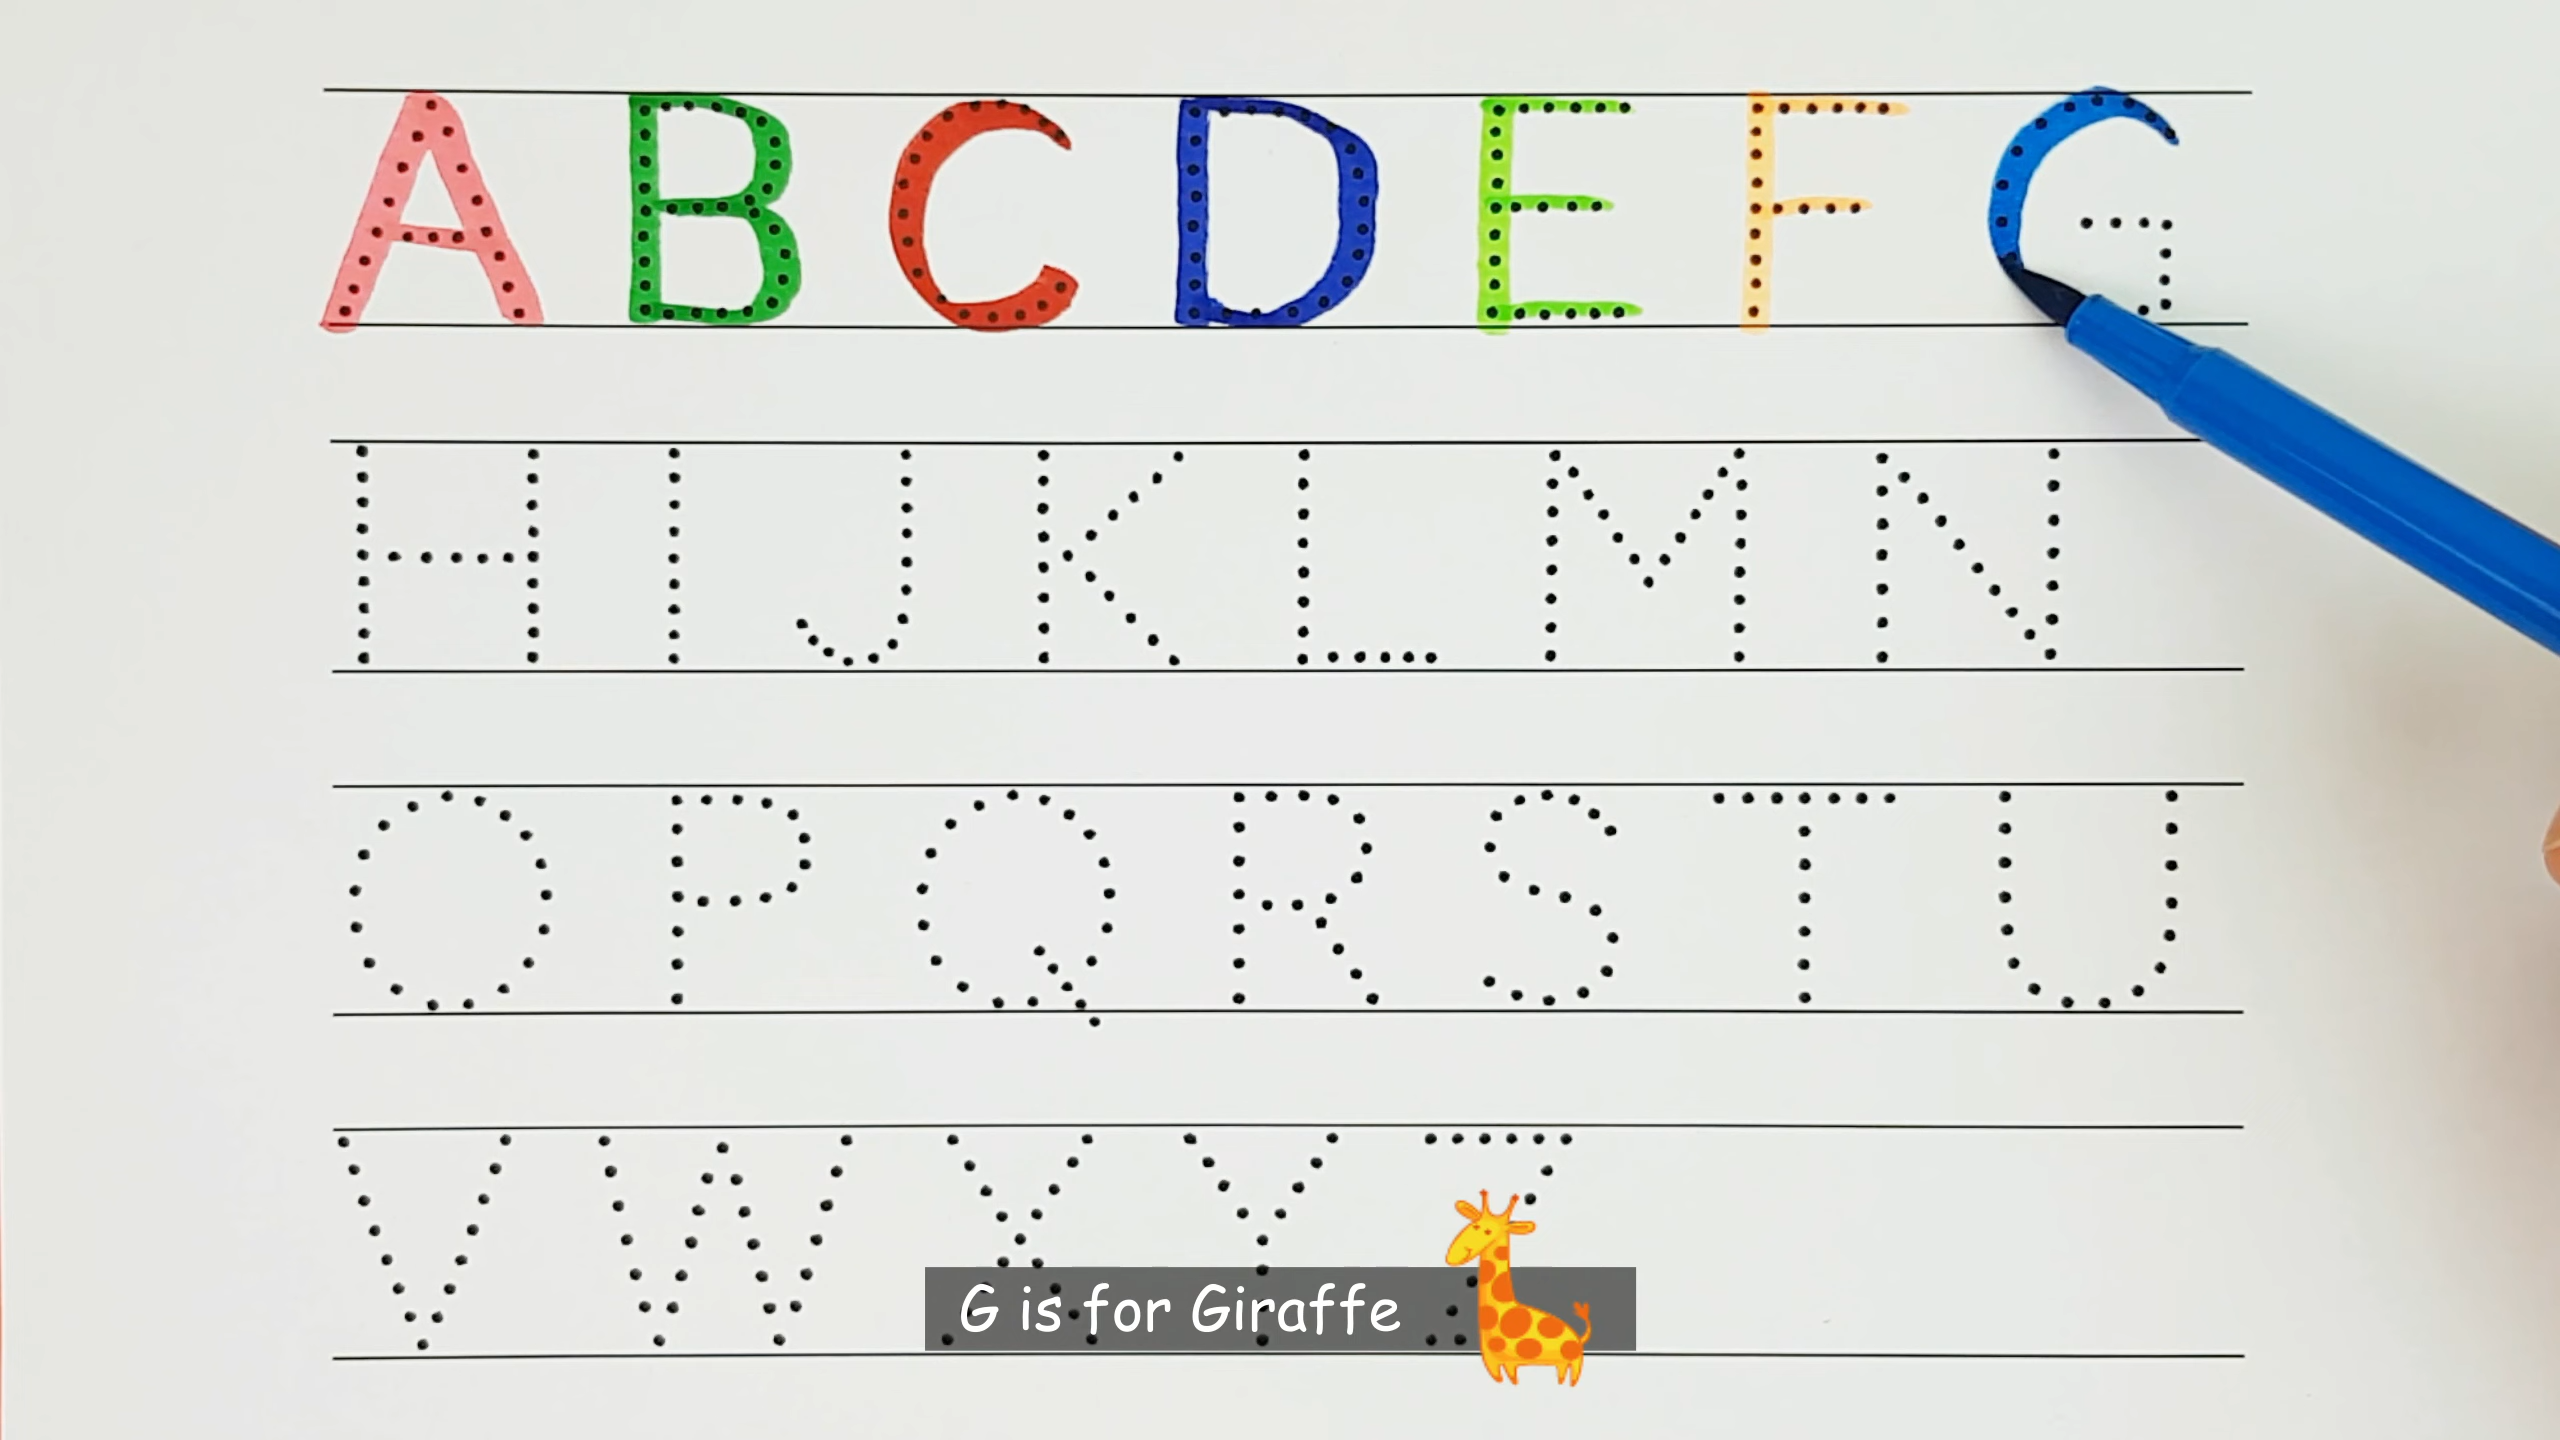 A B C D E F G
H I J K L M N
O P Q R S T U
V W X Y Z
G is for Giraffe